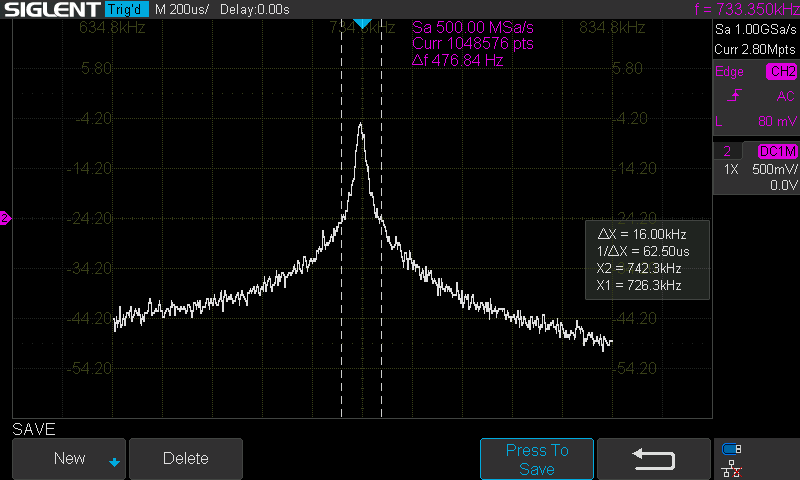 SIGLENT Trig'd M 200us/ Delay:0.00s f = 733.350kHz
634.8kHz 734.8kHz 834.8kHz
Sa 500.00 MSa/s
Curr 1048576 pts
Δf 476.84 Hz
Sa 1.00GSa/s
Curr 2.80Mpts
Edge CH2
AC
L 80 mV
2 DC1M
1X 500mV/
0.0V
5.80 5.80
-4.20 -4.20
-14.20 -14.20
2 -24.20 -24.20
-34.20
-44.20 -44.20
-54.20 -54.20
△X = 16.00kHz
1/△X = 62.50us
X2 = 742.3kHz
X1 = 726.3kHz
SAVE
New
Delete
Press To
Save